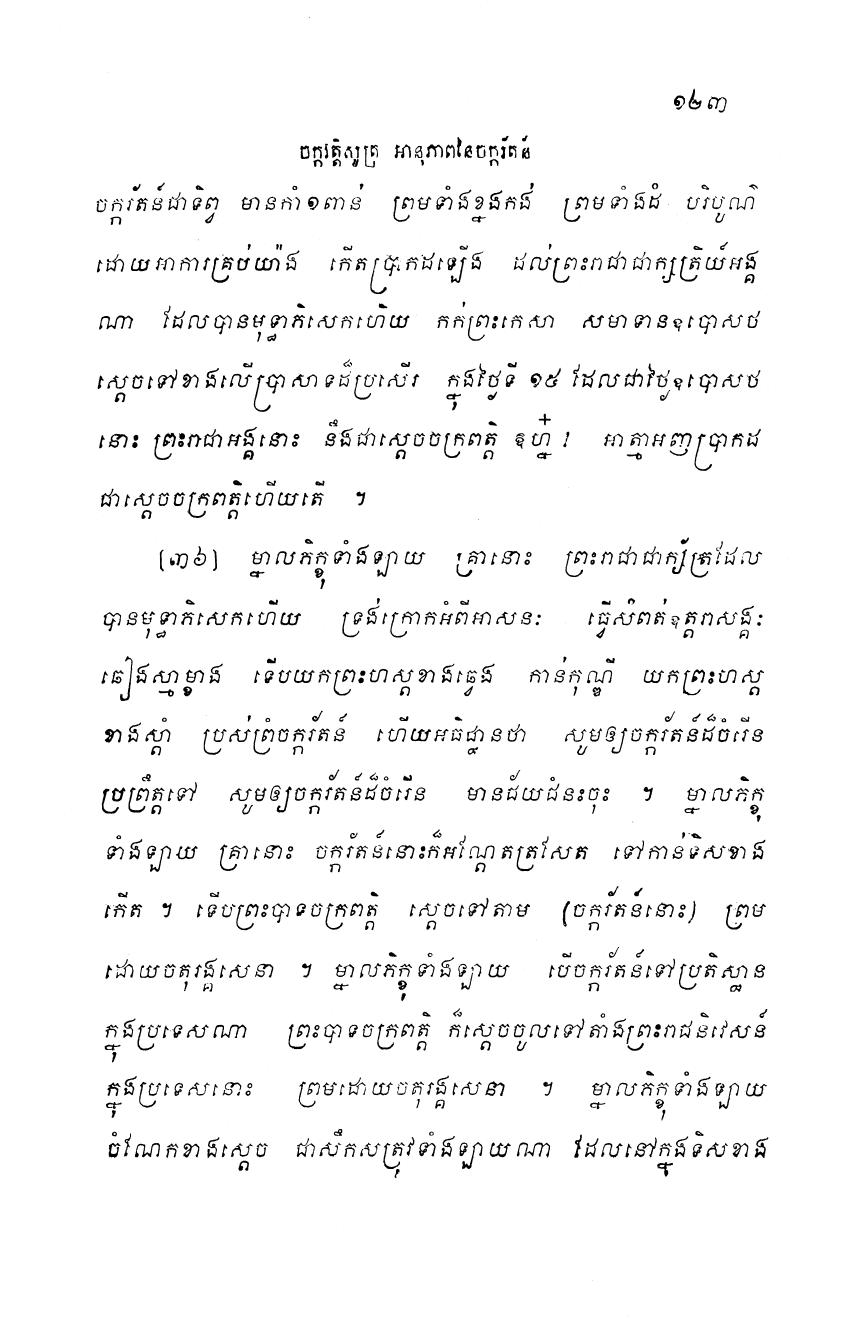 ១២៣
ចក្កវត្តិសូត្រ អានុភាពនៃចក្ករ័តន៍
ចក្ករ័តន៍ជាទិព្វ មានកាំ១ពាន់ ព្រមទាំងខ្នងកង់ ព្រមទាំងដុំ បរិបូណ៌
ដោយអាការគ្រប់យ៉ាង កើតប្រាកដឡើង ដល់ព្រះរាជាជាក្សត្រិយ៍អង្គ
ណា ដែលបានមុទ្ធាភិសេកហើយ កក់ព្រះកេសា សមាទានឧបោសថ
ស្តេចទៅខាងលើប្រាសាទដ៏ប្រសើរ ក្នុងថ្ងៃទី ១៥ ដែលជាថ្ងៃឧបោសថ
នោះ ព្រះរាជាអង្គនោះ នឹងជាស្តេចចក្រពត្តិ ឧហ្ន៎ ! អាត្មាអញប្រាកដ
ជាស្តេចចក្រពត្តិហើយតើ ។
[៣៦] ម្នាលភិក្ខុទាំងឡាយ គ្រានោះ ព្រះរាជាជាក្ស័ត្រដែល
បានមុទ្ធាភិសេកហើយ ទ្រង់ក្រោកអំពីអាសនៈ ធ្វើសំពត់ឧត្តរាសង្គៈ
ឆៀងស្មាម្ខាង ទើបយកព្រះហស្តខាងឆ្វេង កាន់កុណ្ឌី យកព្រះហស្ត
ខាងស្តាំ ប្រស់ព្រំចក្ករ័តន៍ ហើយអធិដ្ឋានថា សូមឲ្យចក្ករ័តន៍ដ៏ចំរើន
ប្រព្រឹត្តទៅ សូមឲ្យចក្ករ័តន៍ដ៏ចំរើន មានជ័យជំនះចុះ ។ ម្នាលភិក្ខុ
ទាំងឡាយ គ្រានោះ ចក្ករ័តន៍នោះក៏អណ្តែតត្រសែត ទៅកាន់ទិសខាង
កើត ។ ទើបព្រះបាទចក្រពត្តិ ស្តេចទៅតាម (ចក្ករ័តន៍នោះ) ព្រម
ដោយចតុរង្គសេនា ។ ម្នាលភិក្ខុទាំងឡាយ បើចក្ករ័តន៍ទៅប្រតិស្ឋាន
ក្នុងប្រទេសណា ព្រះបាទចក្រពត្តិ ក៏ស្តេចចូលទៅតាំងព្រះរាជនិវេសន៍
ក្នុងប្រទេសនោះ ព្រមដោយចតុរង្គសេនា ។ ម្នាលភិក្ខុទាំងឡាយ
ចំណែកខាងស្តេច ជាសឹកសត្រូវទាំងឡាយណា ដែលនៅក្នុងទិសខាង